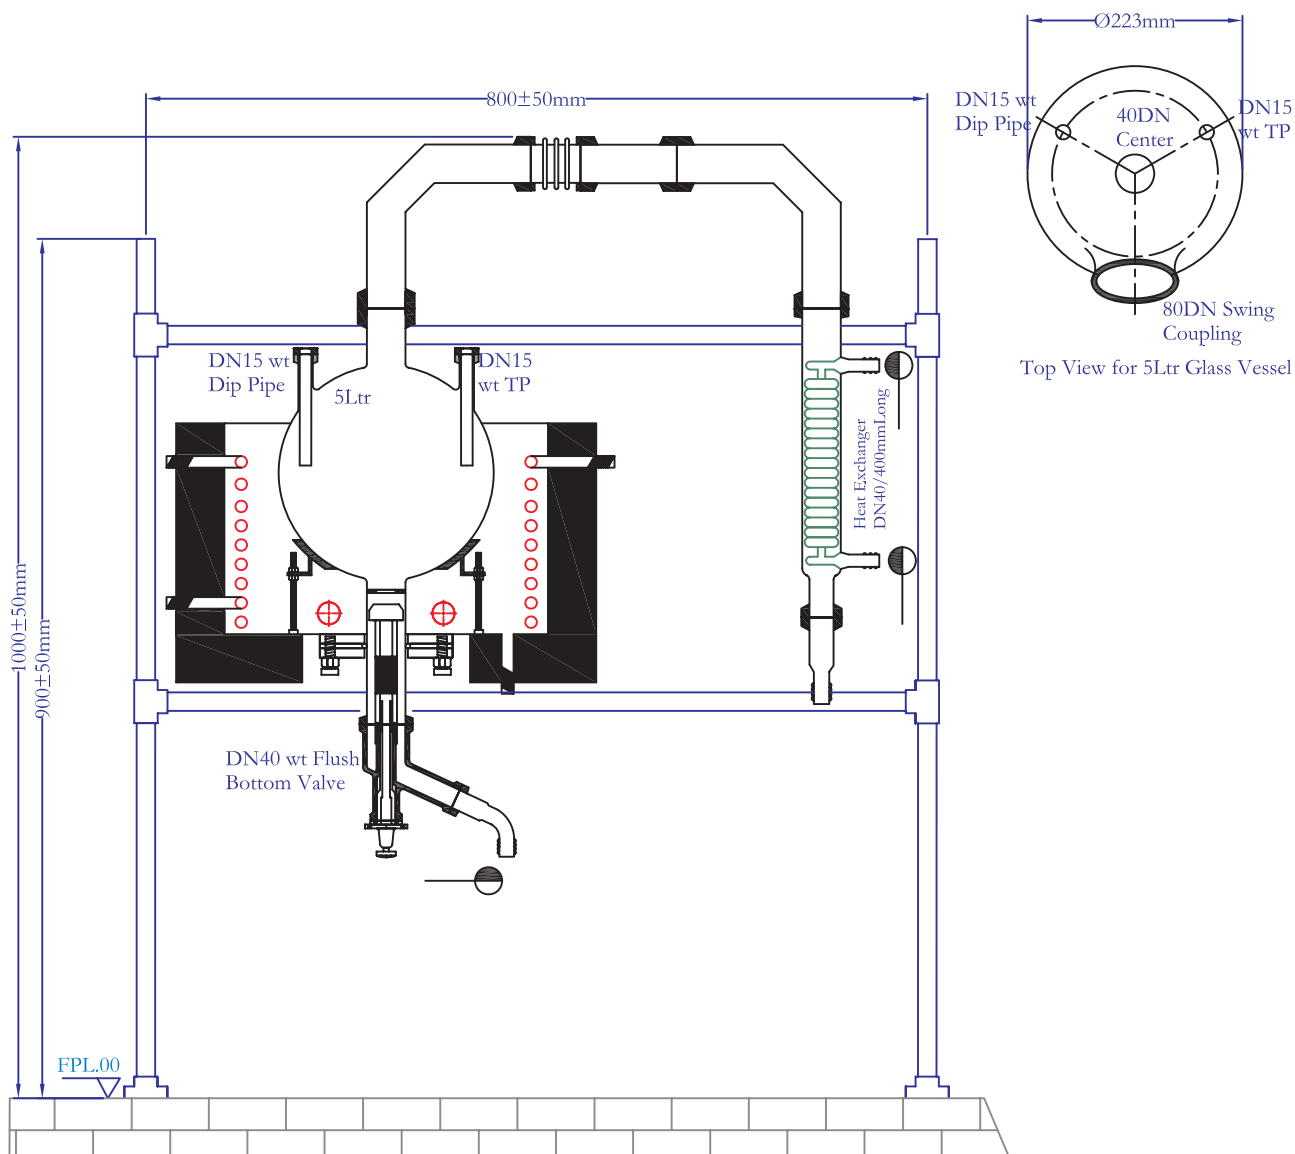 Ø223mm
800±50mm
DN15 wt
Dip Pipe
40DN
Center
DN15
wt TP
80DN Swing
Coupling
Top View for 5Ltr Glass Vessel
DN15 wt
Dip Pipe
5Ltr
DN15
wt TP
Heat Exchanger
DN40/400mmLong
1000±50mm
900±50mm
DN40 wt Flush
Bottom Valve
FPL.00